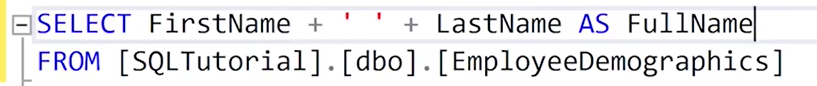 SELECT FirstName + ' ' + LastName AS FullName
FROM [SQLTutorial].[dbo].[EmployeeDemographics]